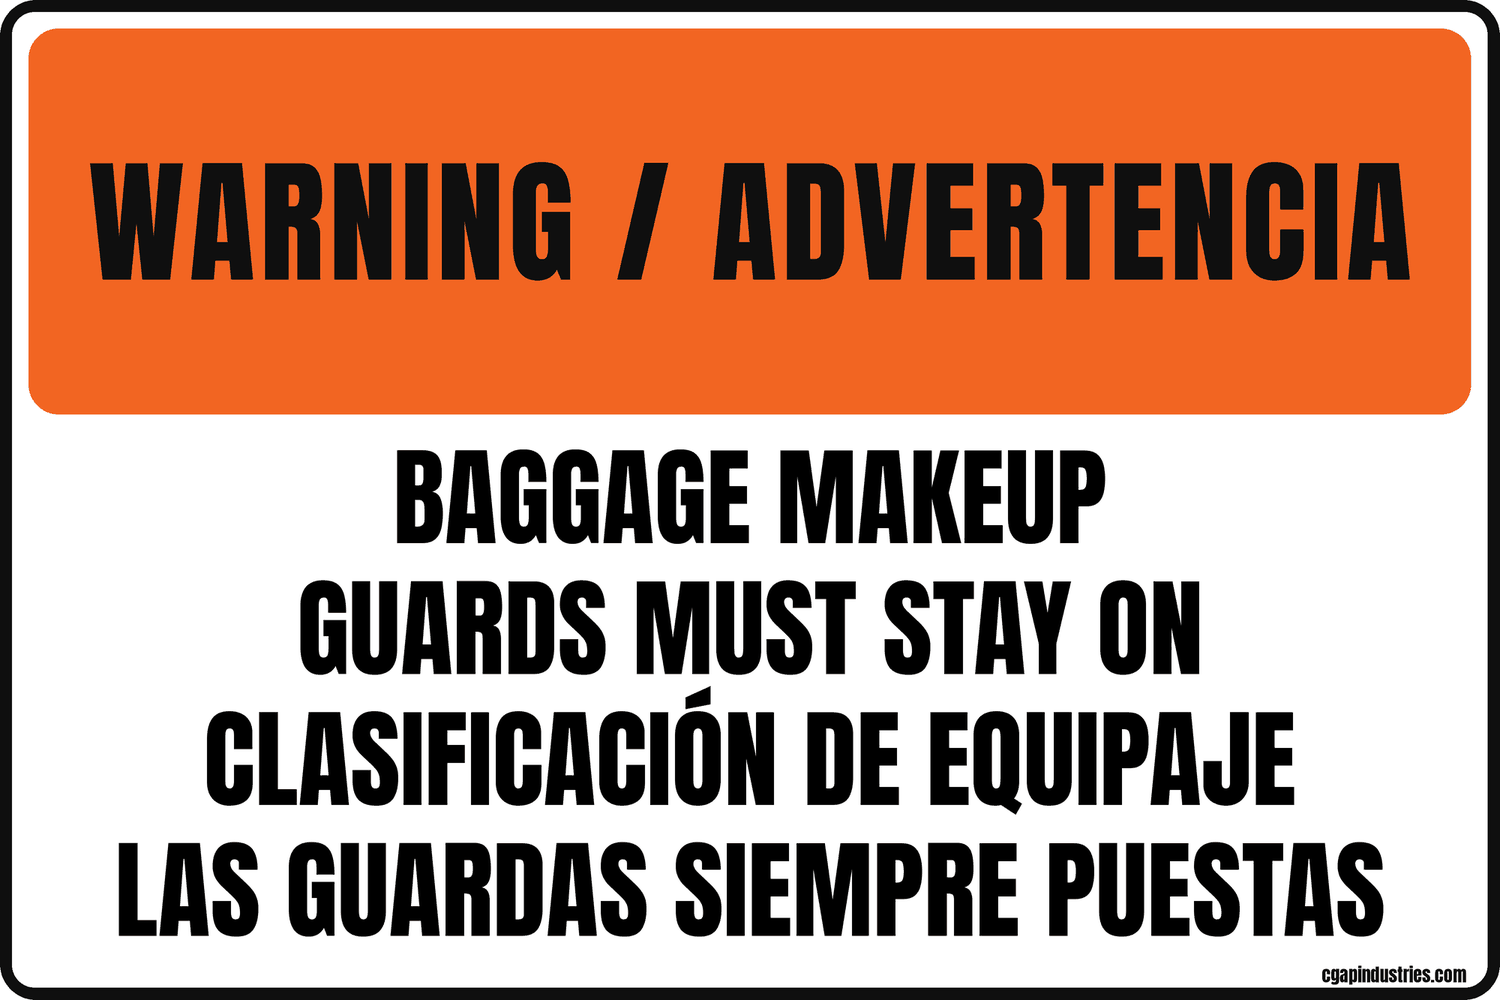 WARNING / ADVERTENCIA
BAGGAGE MAKEUP
GUARDS MUST STAY ON
CLASIFICACIÓN DE EQUIPAJE
LAS GUARDAS SIEMPRE PUESTAS
cgapindustries.com